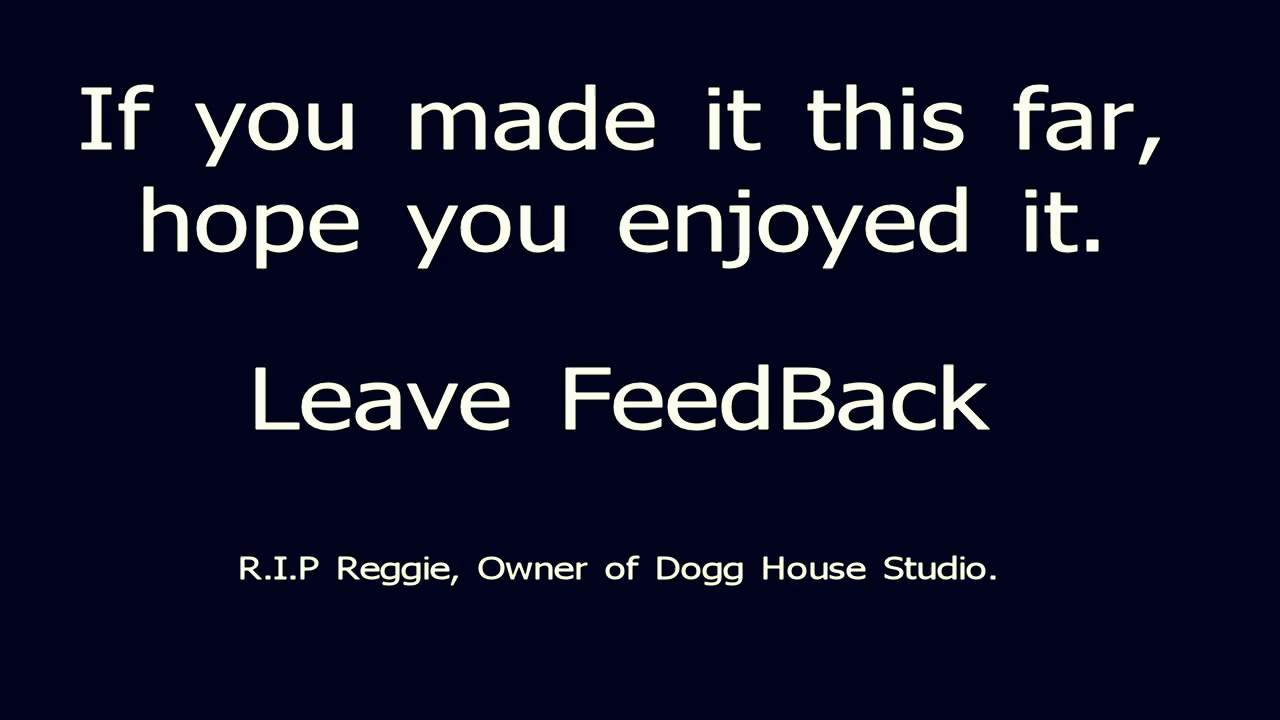 If you made it this far,
hope you enjoyed it.
Leave FeedBack
R.I.P Reggie, Owner of Dogg House Studio.